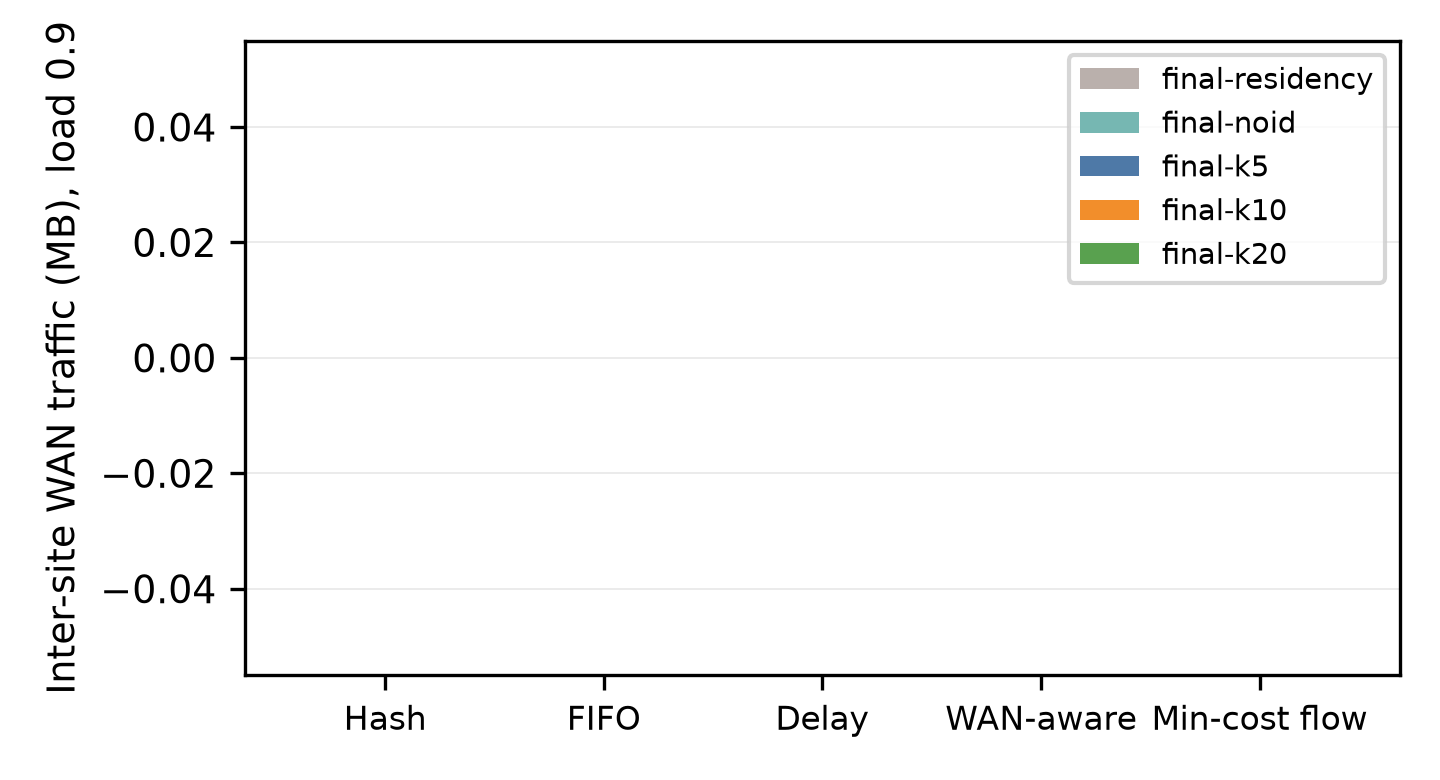 Inter-site WAN traffic (MB), load 0.9
0.04
0.02
0.00
−0.02
−0.04
final-residency
final-noid
final-k5
final-k10
final-k20
Hash FIFO Delay WAN-aware Min-cost flow